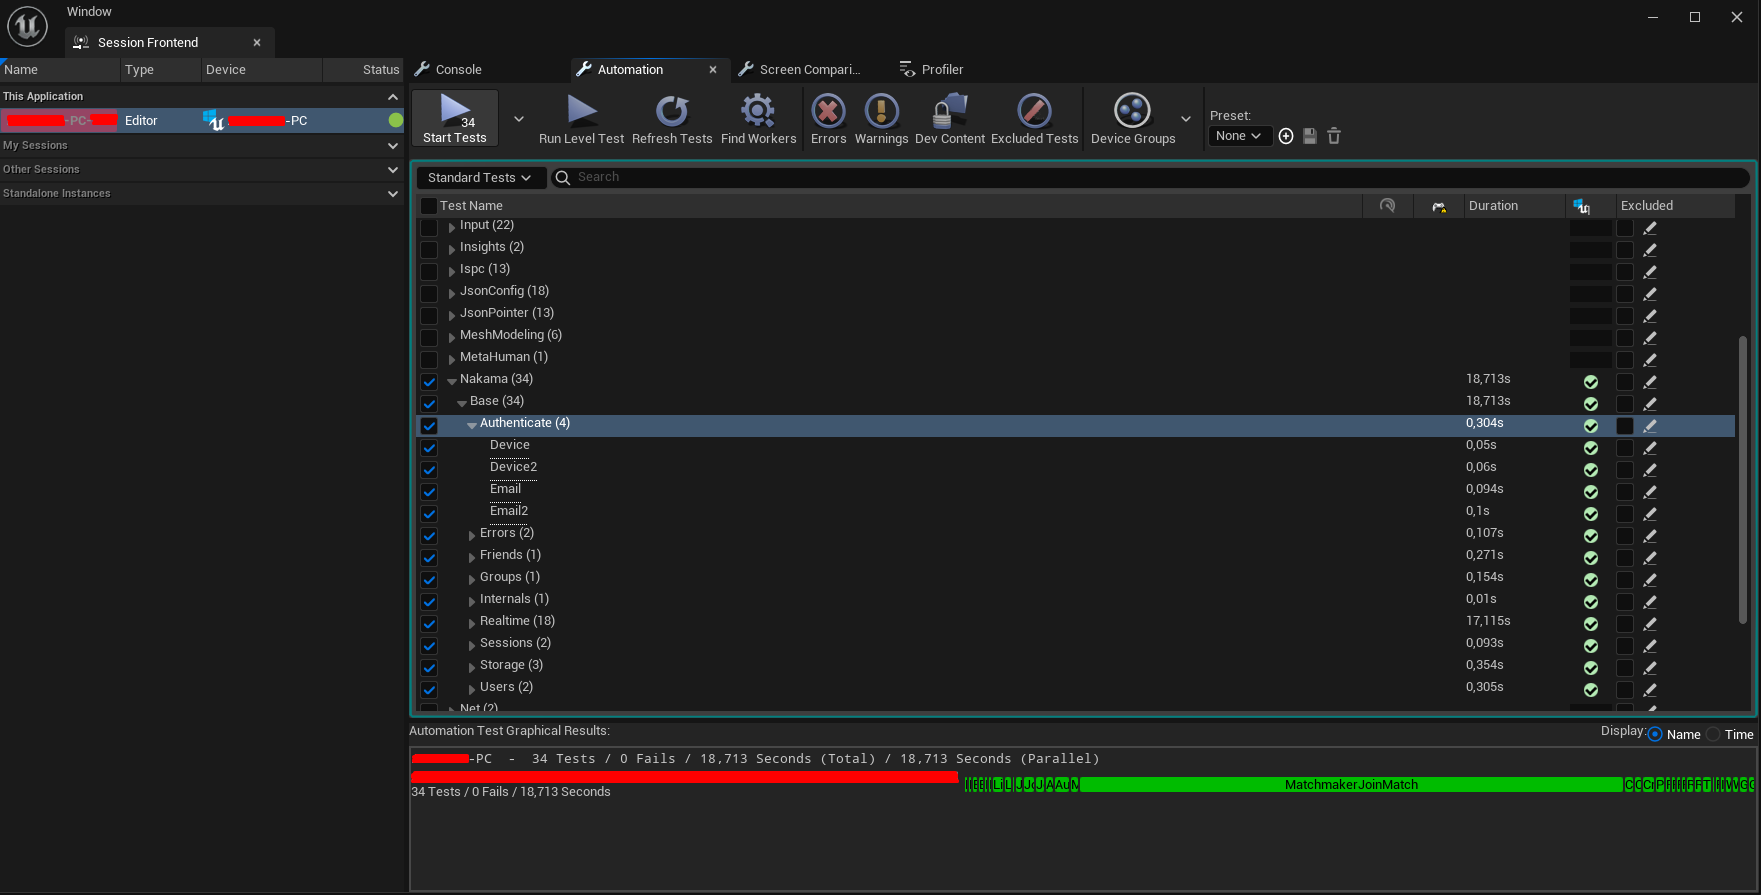 Window
Session Frontend
Name Type Device Status
Console Automation Screen Compari... Profiler
This Application
-PC- Editor -PC
My Sessions
Other Sessions
Standalone Instances
34
Start Tests Run Level Test Refresh Tests Find Workers Errors Warnings Dev Content Excluded Tests Device Groups
Preset:
None
Standard Tests Search
Test Name Duration Excluded
Input (22)
Insights (2)
Ispc (13)
JsonConfig (18)
JsonPointer (13)
MeshModeling (6)
MetaHuman (1)
Nakama (34) 18,713s
Base (34) 18,713s
Authenticate (4) 0,304s
Device 0,05s
Device2 0,06s
Email 0,094s
Email2 0,1s
Errors (2) 0,107s
Friends (1) 0,271s
Groups (1) 0,154s
Internals (1) 0,01s
Realtime (18) 17,115s
Sessions (2) 0,093s
Storage (3) 0,354s
Users (2) 0,305s
Net (2)
Automation Test Graphical Results: Display: Name Time
-PC - 34 Tests / 0 Fails / 18,713 Seconds (Total) / 18,713 Seconds (Parallel)
MatchmakerJoinMatch
34 Tests / 0 Fails / 18,713 Seconds